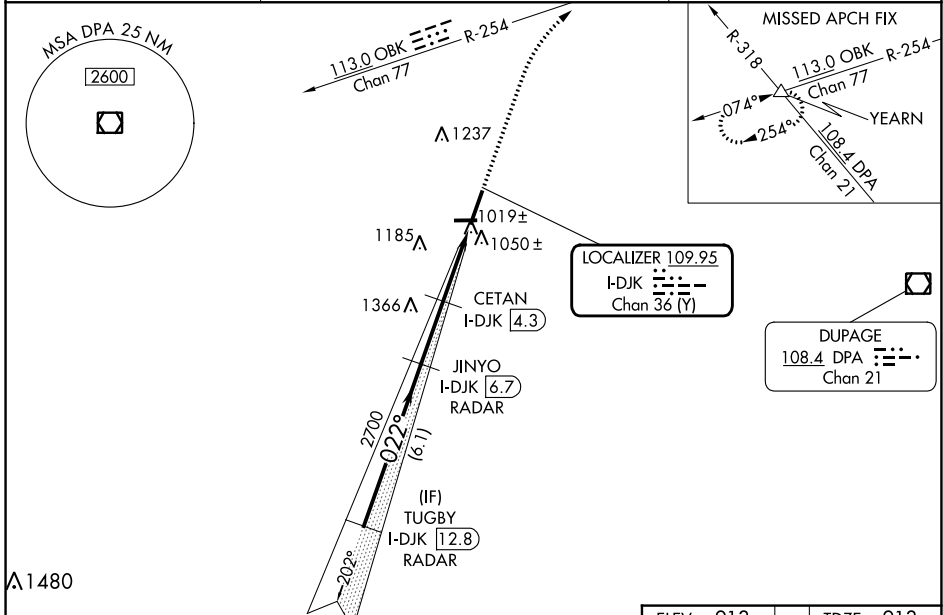 MSA DPA 25 NM
2600
113.0 OBK
Chan 77
R-254
1237
1019±
1050±
1185
1366
CETAN
I-DJK 4.3
JINYO
I-DJK 6.7
RADAR
2700
022°
(6.1)
(IF)
TUGBY
I-DJK 12.8
RADAR
202°
1480
LOCALIZER 109.95
I-DJK
Chan 36 (Y)
MISSED APCH FIX
R-318
113.0 OBK
Chan 77
R-254
074°
254°
YEARN
108.4 DPA
Chan 21
DUPAGE
108.4 DPA
Chan 21